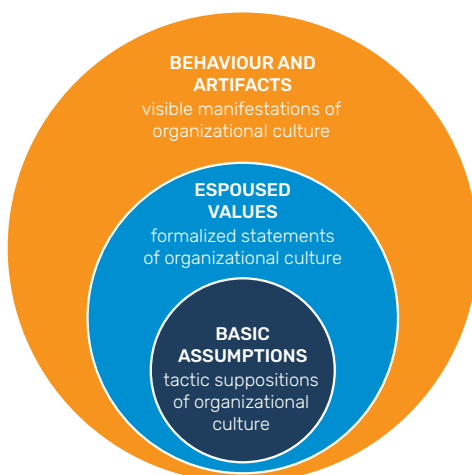 BEHAVIOUR AND
ARTIFACTS
visible manifestations of
organizational culture
ESPOUSED
VALUES
formalized statements
of organizational culture
BASIC
ASSUMPTIONS
tactic suppositions
of organizational
culture